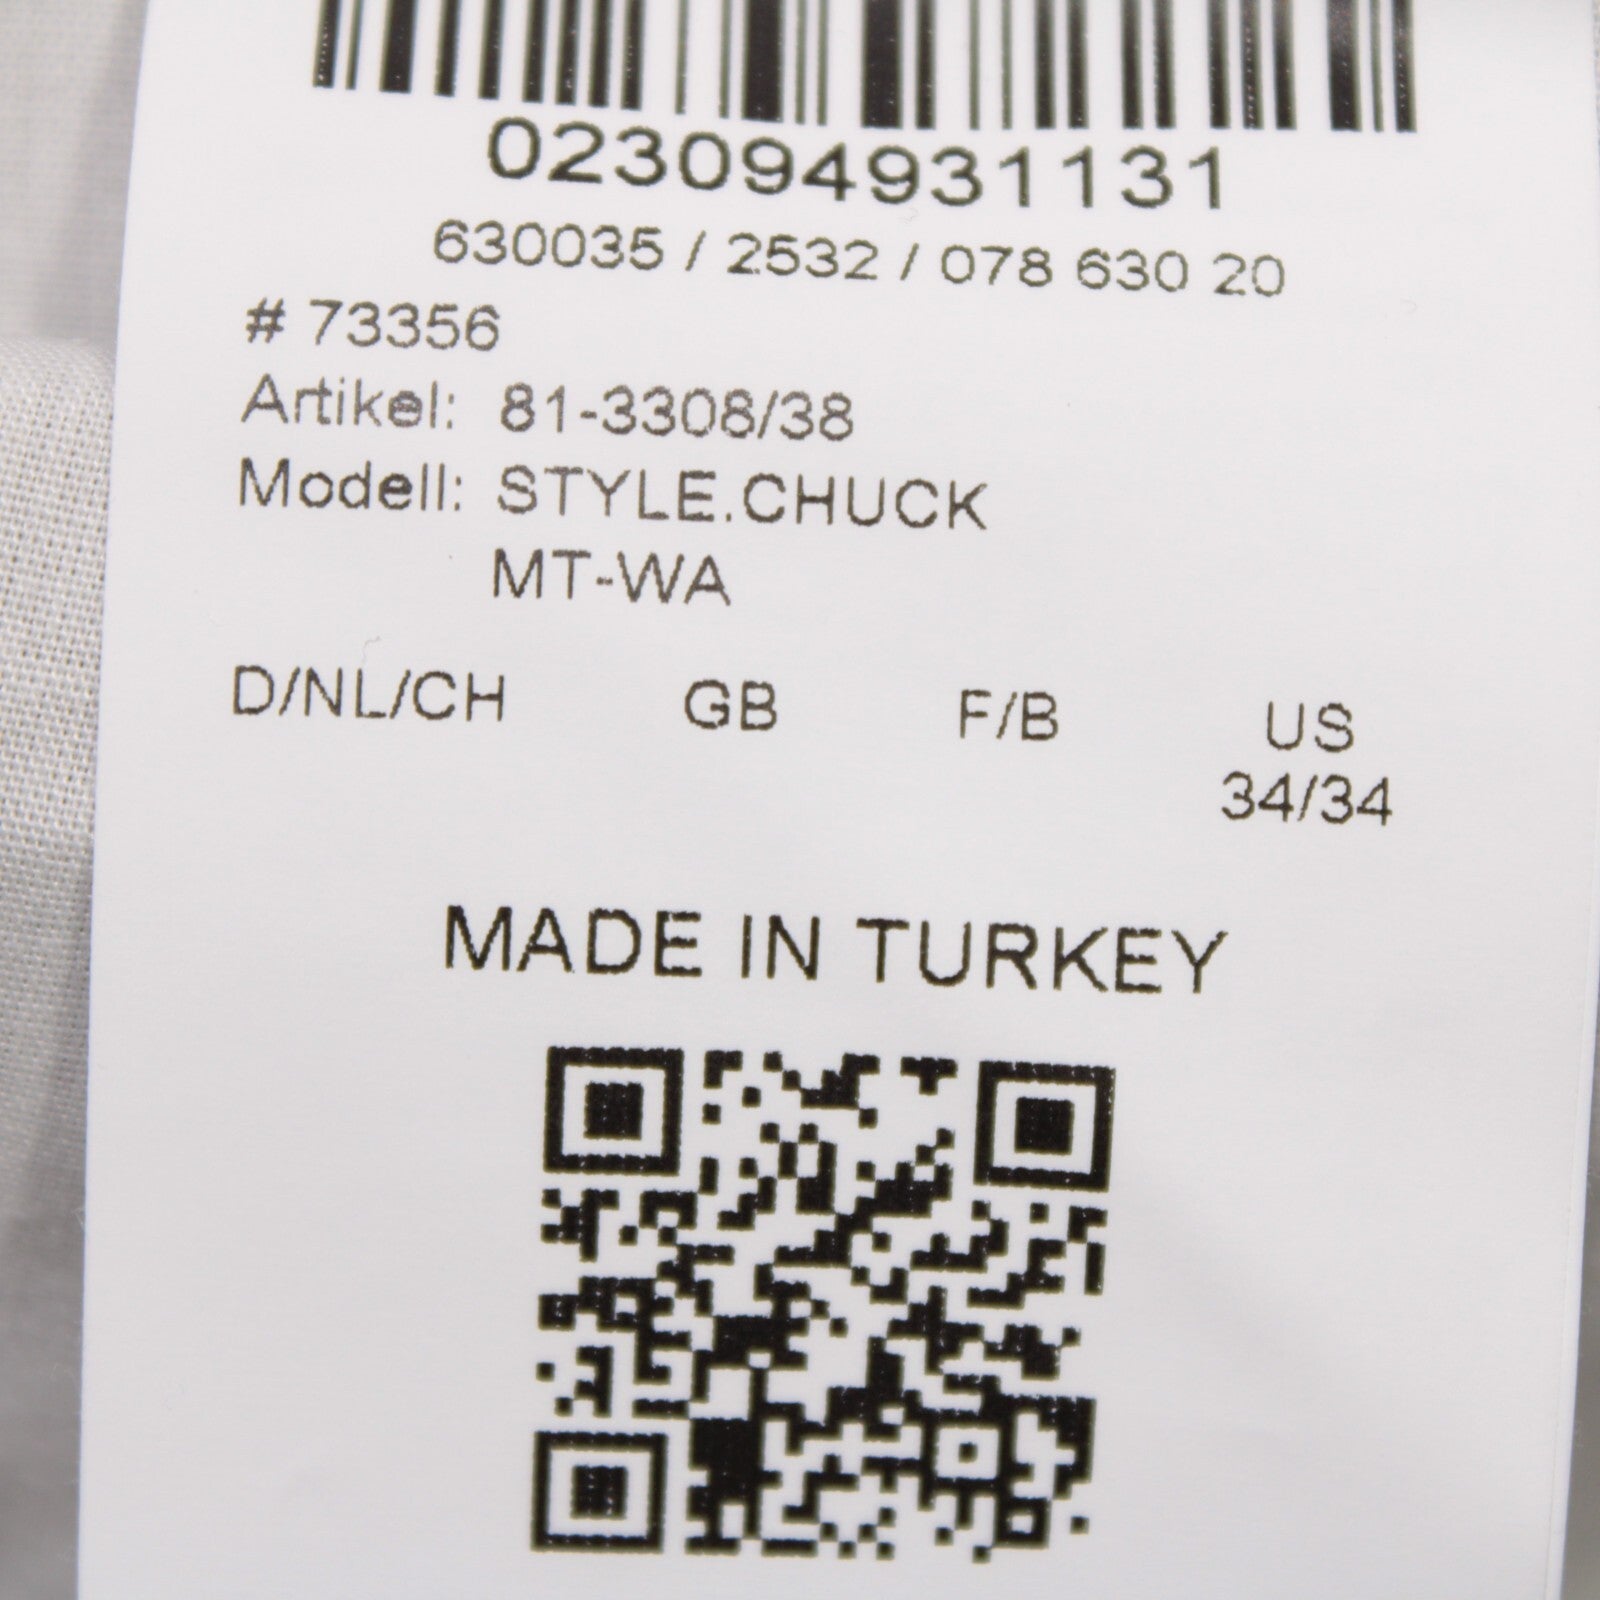 023094931131
630035 / 2532 / 078 630 20
# 73356
Artikel: 81-3308/38
Modell: STYLE.CHUCK
MT-WA
D/NL/CH GB F/B US
34/34
MADE IN TURKEY